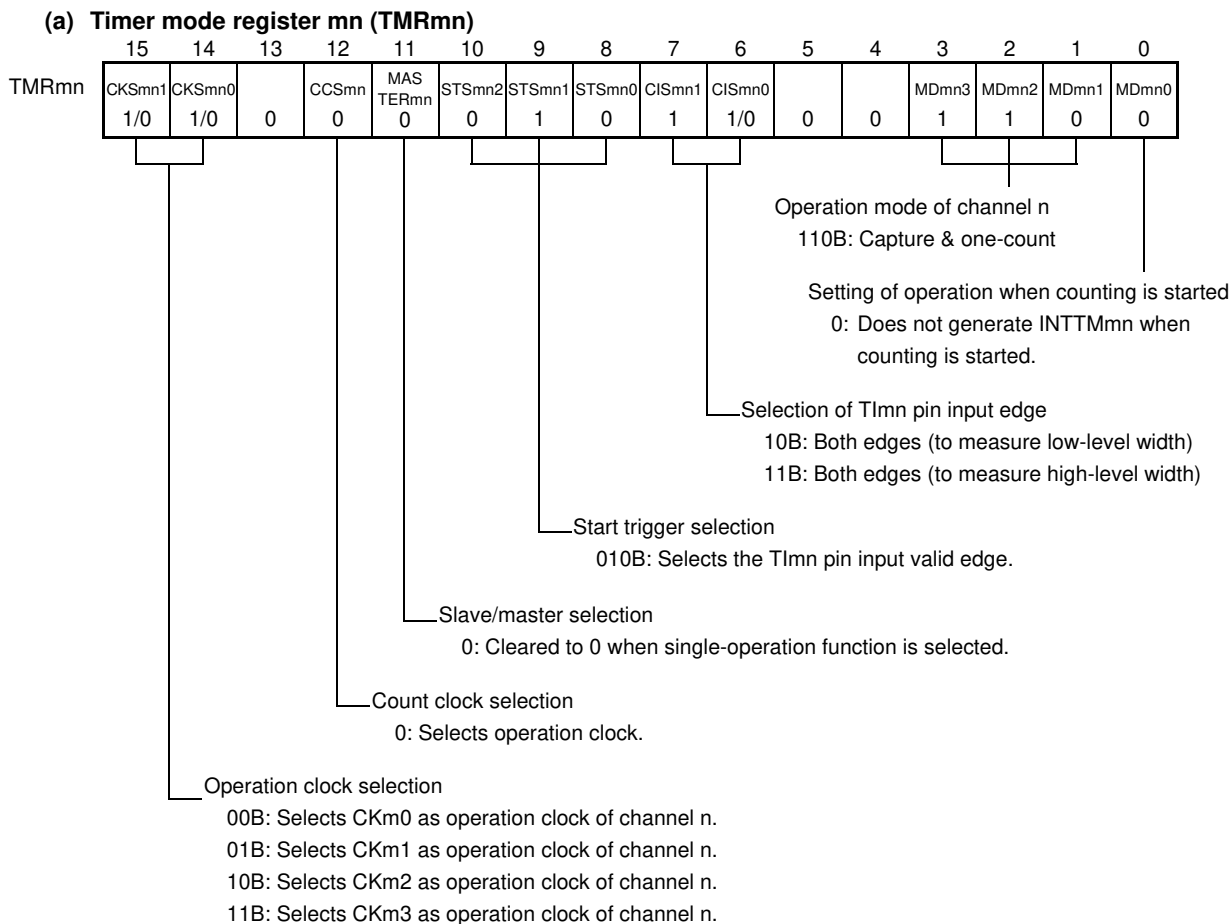 (a) Timer mode register mn (TMRmn)
15 14 13 12 11 10 9 8 7 6 5 4 3 2 1 0
TMRmn CKSmn1 CKSmn0 CCSmn MAS TERmn STSmn2 STSmn1 STSmn0 CISmn1 CISmn0 MDmn3 MDmn2 MDmn1 MDmn0
1/0 1/0 0 0 0 0 1 0 1 1/0 0 0 1 1 0 0
Operation mode of channel n
110B: Capture & one-count
Setting of operation when counting is started
0: Does not generate INTTMmn when
counting is started.
Selection of TImn pin input edge
10B: Both edges (to measure low-level width)
11B: Both edges (to measure high-level width)
Start trigger selection
010B: Selects the TImn pin input valid edge.
Slave/master selection
0: Cleared to 0 when single-operation function is selected.
Count clock selection
0: Selects operation clock.
Operation clock selection
00B: Selects CKm0 as operation clock of channel n.
01B: Selects CKm1 as operation clock of channel n.
10B: Selects CKm2 as operation clock of channel n.
11B: Selects CKm3 as operation clock of channel n.